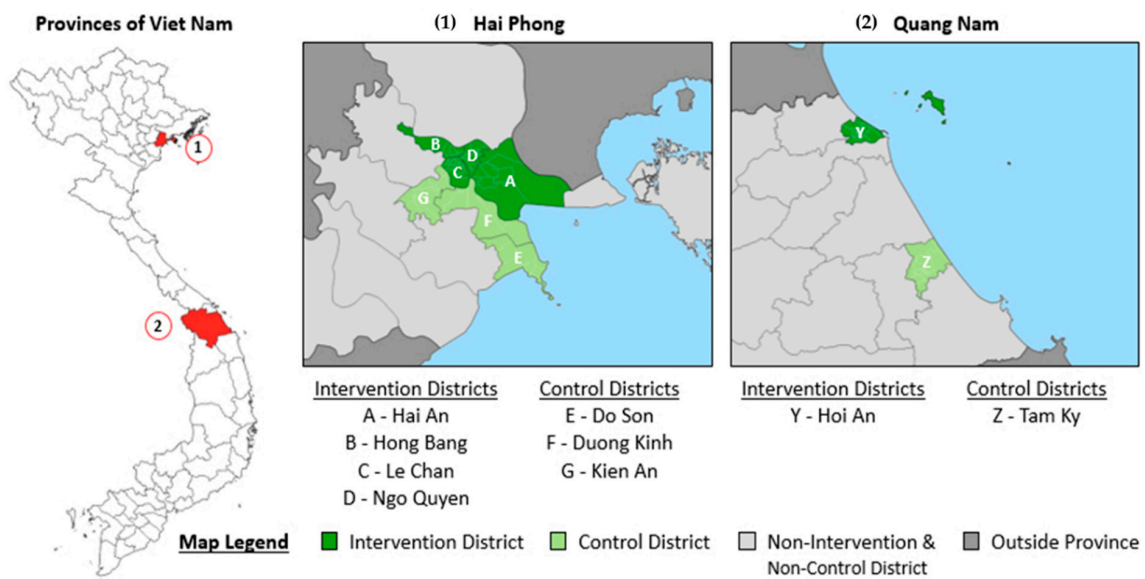 Provinces of Viet Nam
(1) Hai Phong
(2) Quang Nam
1
2
B
D
C
A
G
F
E
Y
Z
Intervention Districts
A - Hai An
B - Hong Bang
C - Le Chan
D - Ngo Quyen
Control Districts
E - Do Son
F - Duong Kinh
G - Kien An
Intervention Districts
Y - Hoi An
Control Districts
Z - Tam Ky
Map Legend
Intervention District
Control District
Non-Intervention &
Non-Control District
Outside Province